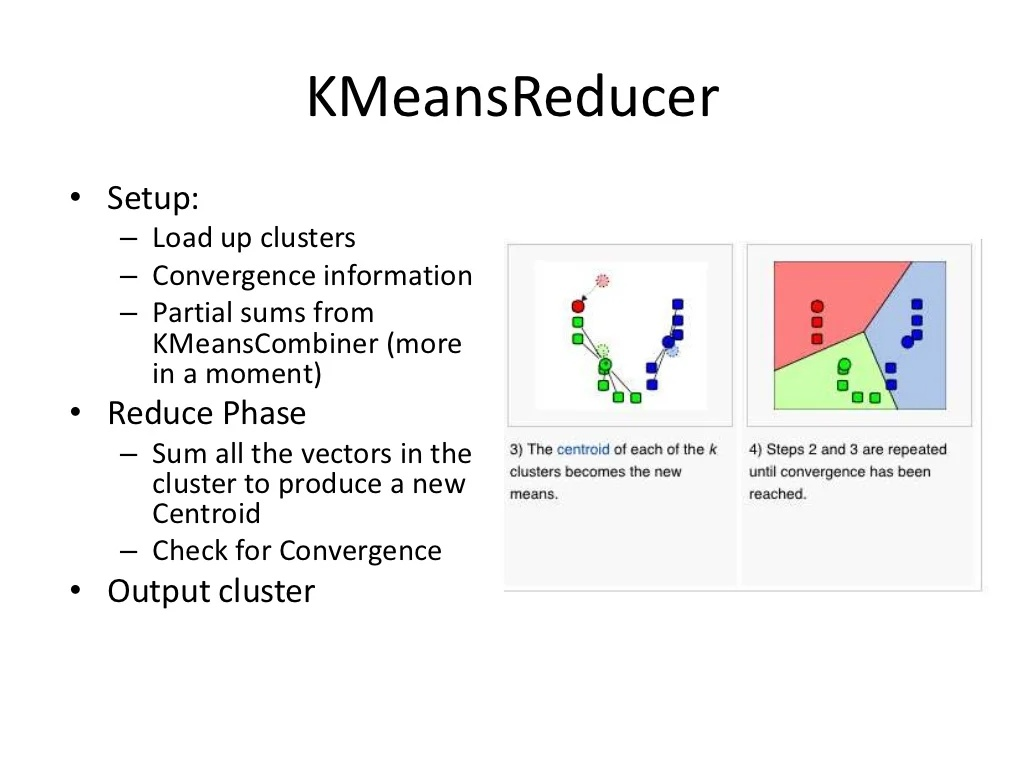 KMeansReducer
• Setup:
– Load up clusters
– Convergence information
– Partial sums from
KMeansCombiner (more
in a moment)
• Reduce Phase
– Sum all the vectors in the
cluster to produce a new
Centroid
– Check for Convergence
• Output cluster
3) The centroid of each of the k
clusters becomes the new
means.
4) Steps 2 and 3 are repeated
until convergence has been
reached.